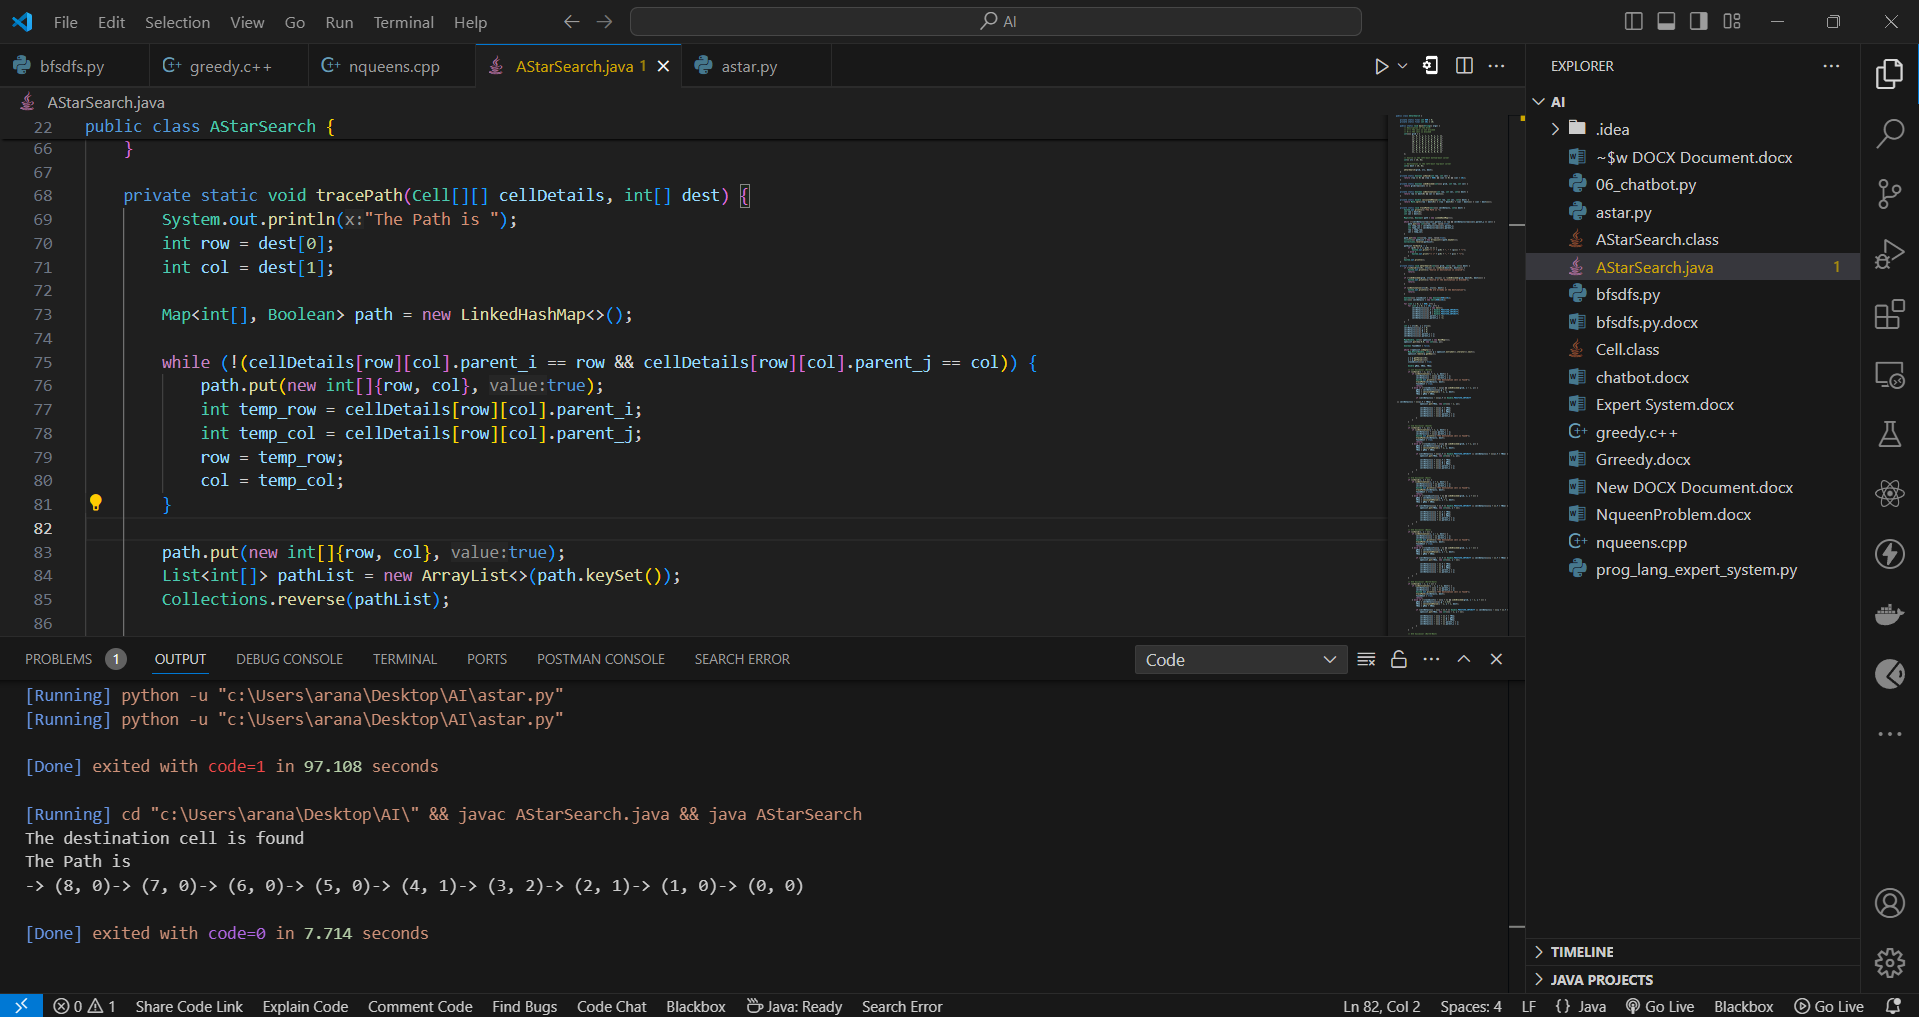 File Edit Selection View Go Run Terminal Help
AI
bfsdfs.py
greedy.c++
nqueens.cpp
AStarSearch.java 1
astar.py
AStarSearch.java
22 public class AStarSearch {
66 }
67
68 private static void tracePath(Cell[][] cellDetails, int[] dest) {
69 System.out.println(x:"The Path is ");
70 int row = dest[0];
71 int col = dest[1];
72
73 Map<int[], Boolean> path = new LinkedHashMap<>();
74
75 while (!(cellDetails[row][col].parent_i == row && cellDetails[row][col].parent_j == col)) {
76 path.put(new int[]{row, col}, value:true);
77 int temp_row = cellDetails[row][col].parent_i;
78 int temp_col = cellDetails[row][col].parent_j;
79 row = temp_row;
80 col = temp_col;
81 }
82
83 path.put(new int[]{row, col}, value:true);
84 List<int[]> pathList = new ArrayList<>(path.keySet());
85 Collections.reverse(pathList);
86
PROBLEMS 1 OUTPUT DEBUG CONSOLE TERMINAL PORTS POSTMAN CONSOLE SEARCH ERROR
Code
[Running] python -u "c:\Users\arana\Desktop\AI\astar.py"
[Running] python -u "c:\Users\arana\Desktop\AI\astar.py"
[Done] exited with code=1 in 97.108 seconds
[Running] cd "c:\Users\arana\Desktop\AI\" && javac AStarSearch.java && java AStarSearch
The destination cell is found
The Path is
-> (8, 0)-> (7, 0)-> (6, 0)-> (5, 0)-> (4, 1)-> (3, 2)-> (2, 1)-> (1, 0)-> (0, 0)
[Done] exited with code=0 in 7.714 seconds
EXPLORER
AI
.idea
~$w DOCX Document.docx
06_chatbot.py
astar.py
AStarSearch.class
AStarSearch.java 1
bfsdfs.py
bfsdfs.py.docx
Cell.class
chatbot.docx
Expert System.docx
greedy.c++
Grreedy.docx
New DOCX Document.docx
NqueenProblem.docx
nqueens.cpp
prog_lang_expert_system.py
TIMELINE
JAVA PROJECTS
0 1 Share Code Link Explain Code Comment Code Find Bugs Code Chat Blackbox Java: Ready Search Error
Ln 82, Col 2 Spaces: 4 LF {} Java Go Live Blackbox Go Live